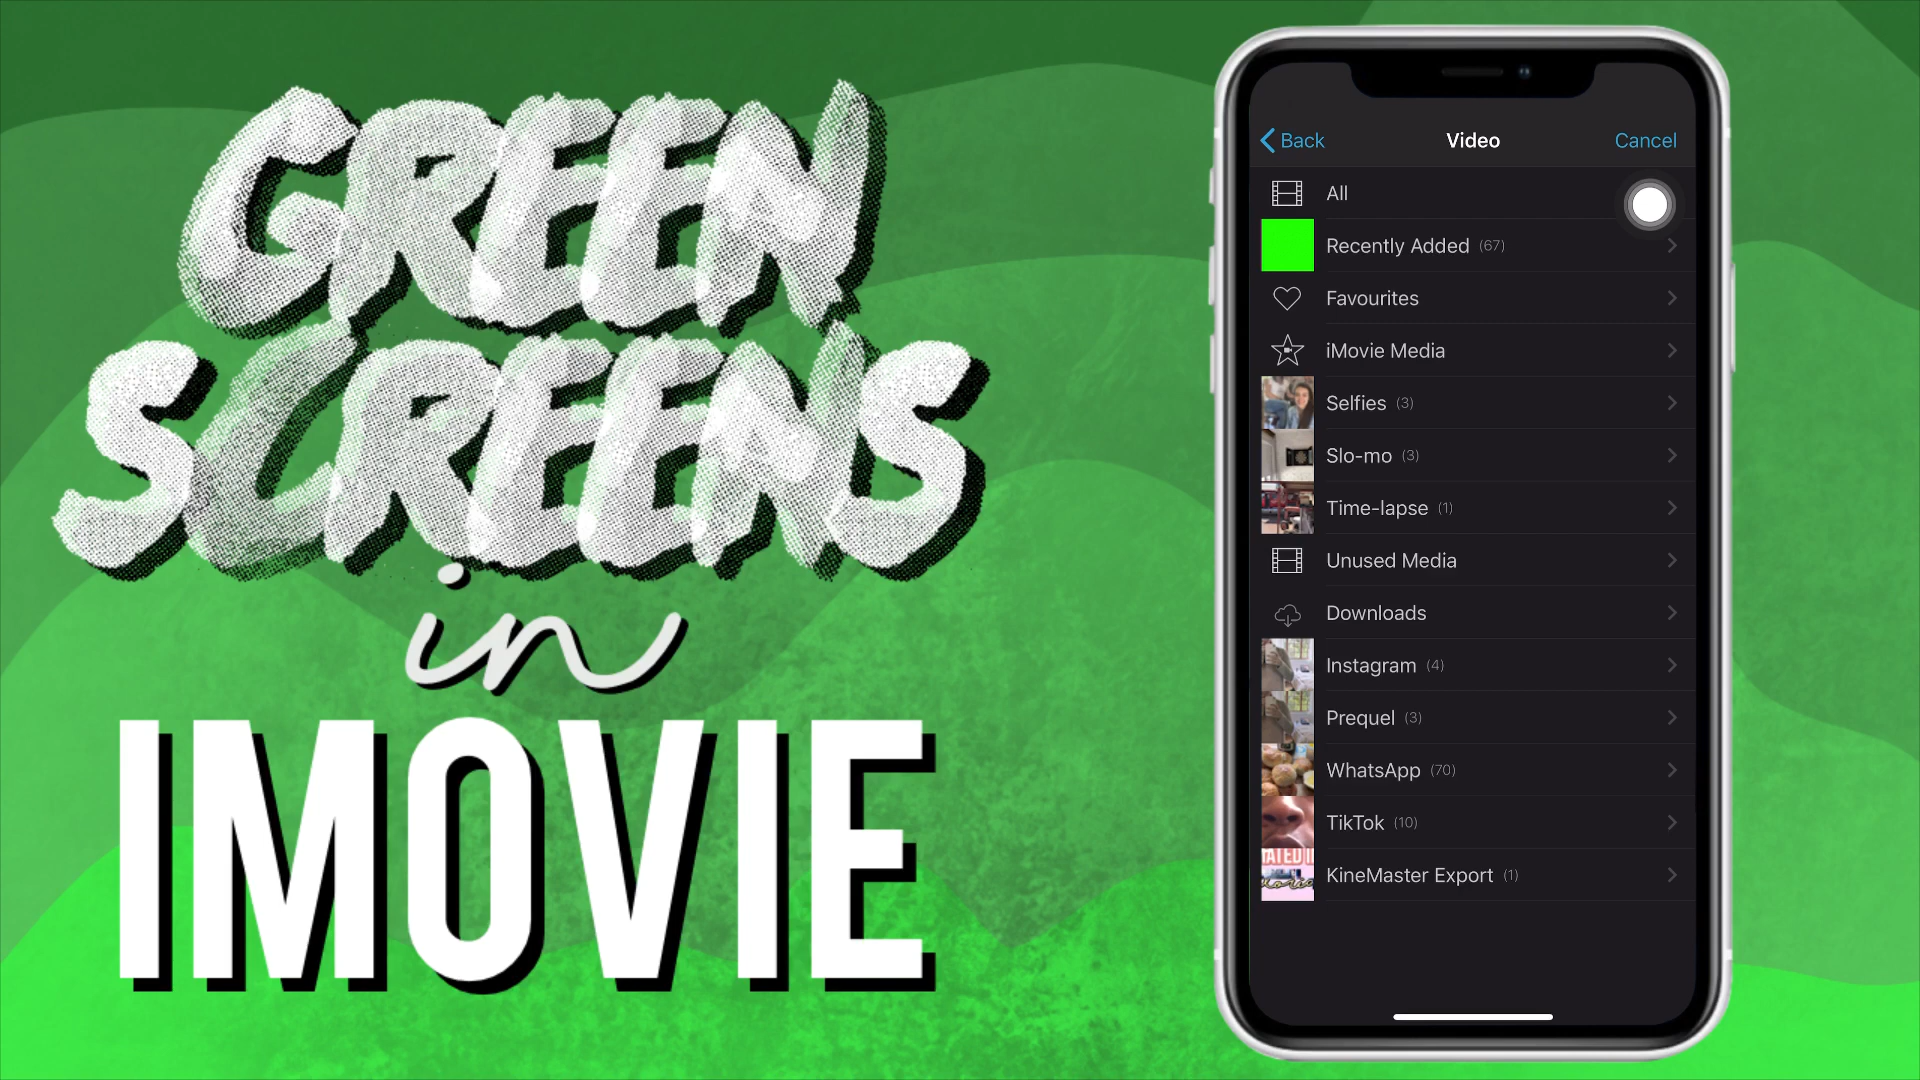 GREEN
SCREENS
in
IMOVIE
Back Video Cancel
All
Recently Added (67)
Favourites
iMovie Media
Selfies (3)
Slo-mo (3)
Time-lapse (1)
Unused Media
Downloads
Instagram (4)
Prequel (3)
WhatsApp (70)
TikTok (10)
KineMaster Export (1)